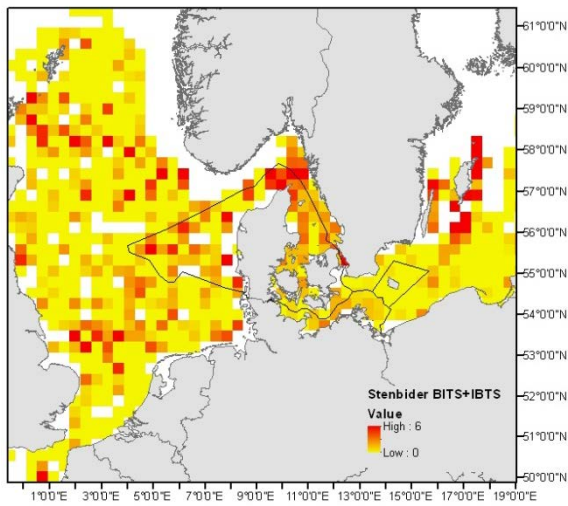 61°0'0"N
60°0'0"N
59°0'0"N
58°0'0"N
57°0'0"N
56°0'0"N
55°0'0"N
54°0'0"N
53°0'0"N
52°0'0"N
51°0'0"N
50°0'0"N
Stenbider BITS+IBTS
Value
High : 6
Low : 0
1°0'0"E 3°0'0"E 5°0'0"E 7°0'0"E 9°0'0"E 11°0'0"E 13°0'0"E 15°0'0"E 17°0'0"E 19°0'0"E